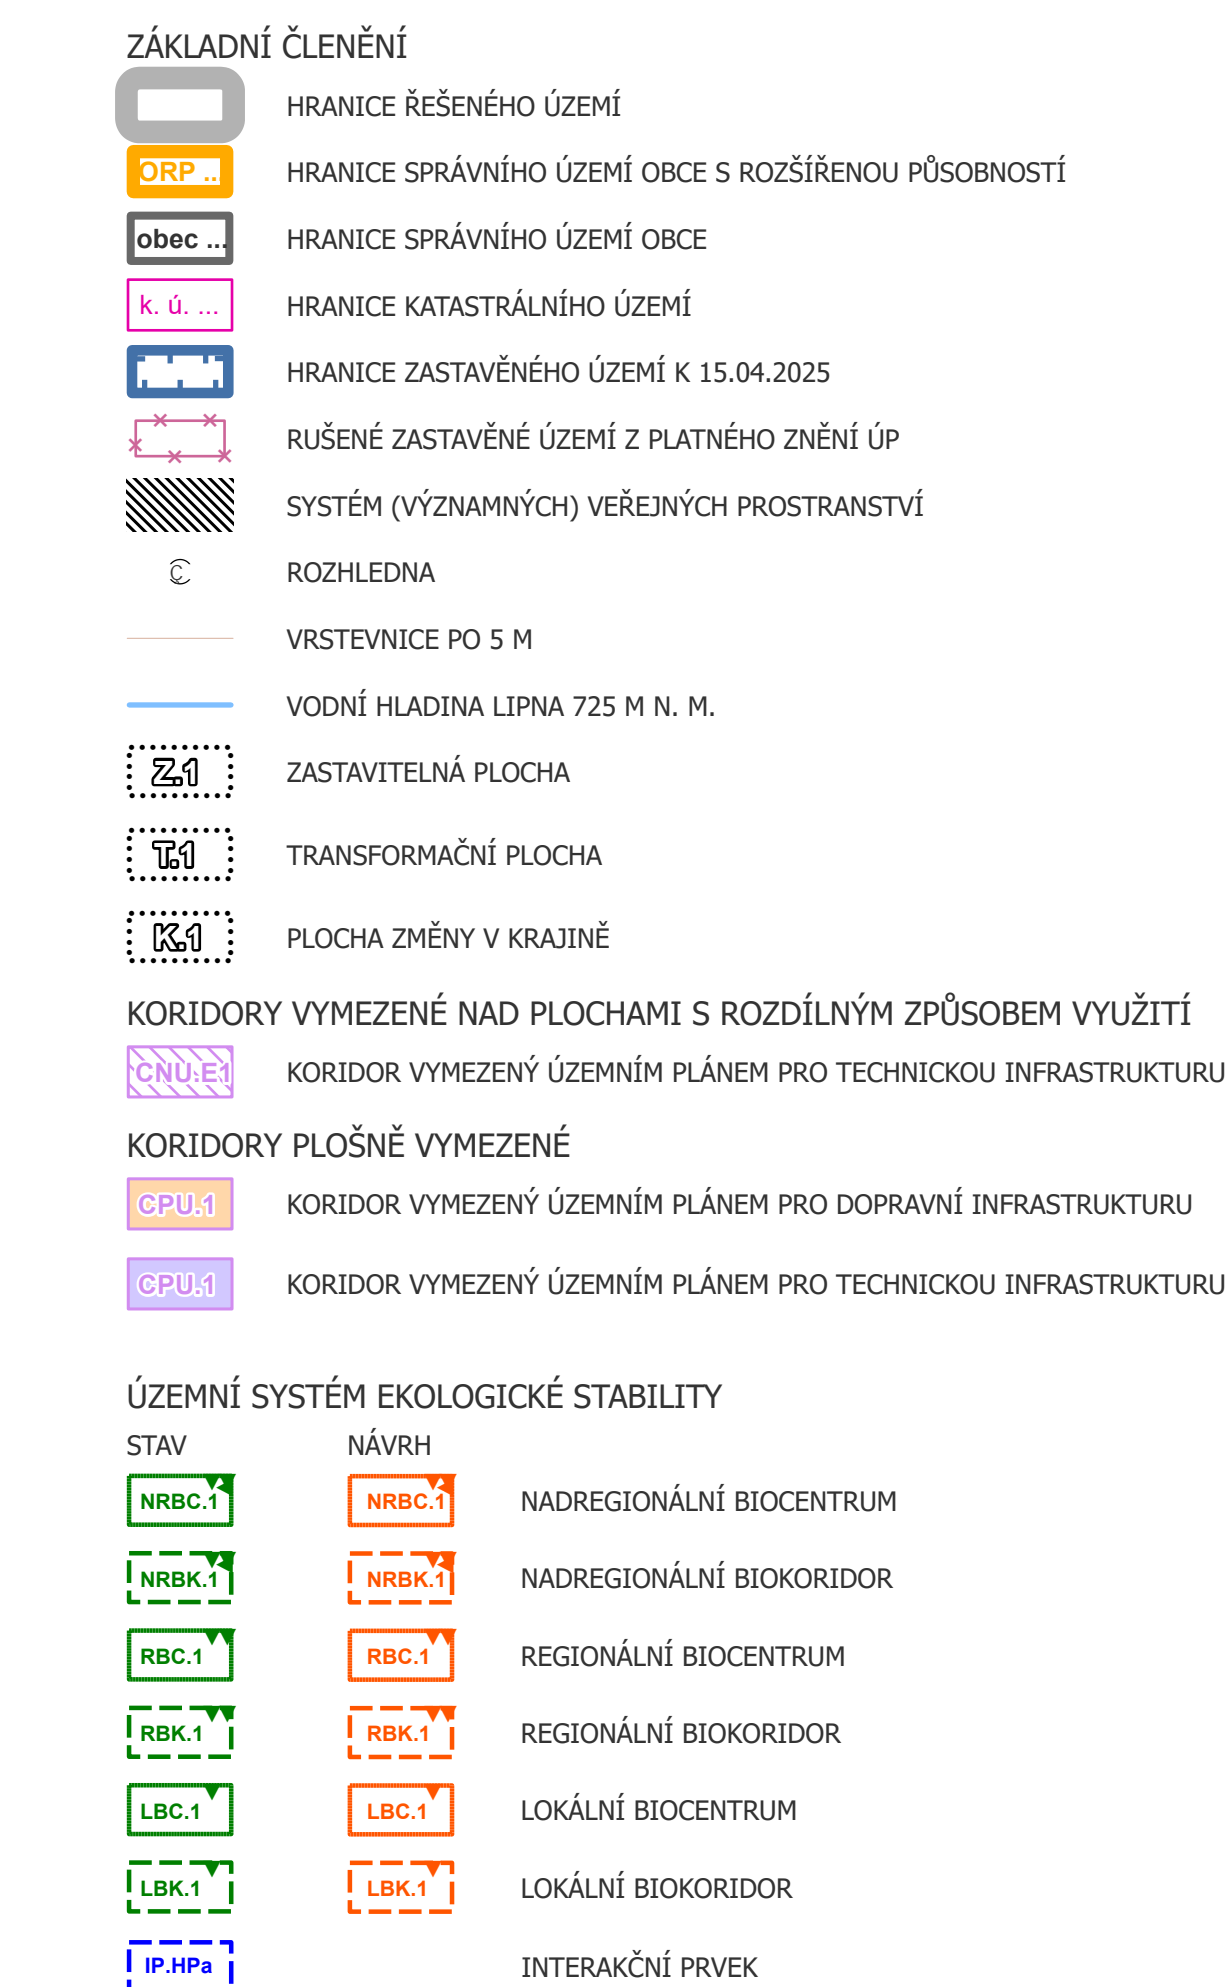 ZÁKLADNÍ ČLENĚNÍ
HRANICE ŘEŠENÉHO ÚZEMÍ
ORP ... HRANICE SPRÁVNÍHO ÚZEMÍ OBCE S ROZŠÍŘENOU PŮSOBNOSTÍ
obec ... HRANICE SPRÁVNÍHO ÚZEMÍ OBCE
k. ú. ... HRANICE KATASTRÁLNÍHO ÚZEMÍ
HRANICE ZASTAVĚNÉHO ÚZEMÍ K 15.04.2025
RUŠENÉ ZASTAVĚNÉ ÚZEMÍ Z PLATNÉHO ZNĚNÍ ÚP
SYSTÉM (VÝZNAMNÝCH) VEŘEJNÝCH PROSTRANSTVÍ
ROZHLEDNA
VRSTEVNICE PO 5 M
VODNÍ HLADINA LIPNA 725 M N. M.
Z.1 ZASTAVITELNÁ PLOCHA
T.1 TRANSFORMAČNÍ PLOCHA
K.1 PLOCHA ZMĚNY V KRAJINĚ
KORIDORY VYMEZENÉ NAD PLOCHAMI S ROZDÍLNÝM ZPŮSOBEM VYUŽITÍ
CNU.E1 KORIDOR VYMEZENÝ ÚZEMNÍM PLÁNEM PRO TECHNICKOU INFRASTRUKTURU
KORIDORY PLOŠNĚ VYMEZENÉ
CPU.1 KORIDOR VYMEZENÝ ÚZEMNÍM PLÁNEM PRO DOPRAVNÍ INFRASTRUKTURU
CPU.1 KORIDOR VYMEZENÝ ÚZEMNÍM PLÁNEM PRO TECHNICKOU INFRASTRUKTURU
ÚZEMNÍ SYSTÉM EKOLOGICKÉ STABILITY
STAV NÁVRH
NRBC.1 NRBC.1 NADREGIONÁLNÍ BIOCENTRUM
NRBK.1 NRBK.1 NADREGIONÁLNÍ BIOKORIDOR
RBC.1 RBC.1 REGIONÁLNÍ BIOCENTRUM
RBK.1 RBK.1 REGIONÁLNÍ BIOKORIDOR
LBC.1 LBC.1 LOKÁLNÍ BIOCENTRUM
LBK.1 LBK.1 LOKÁLNÍ BIOKORIDOR
IP.HPa INTERAKČNÍ PRVEK